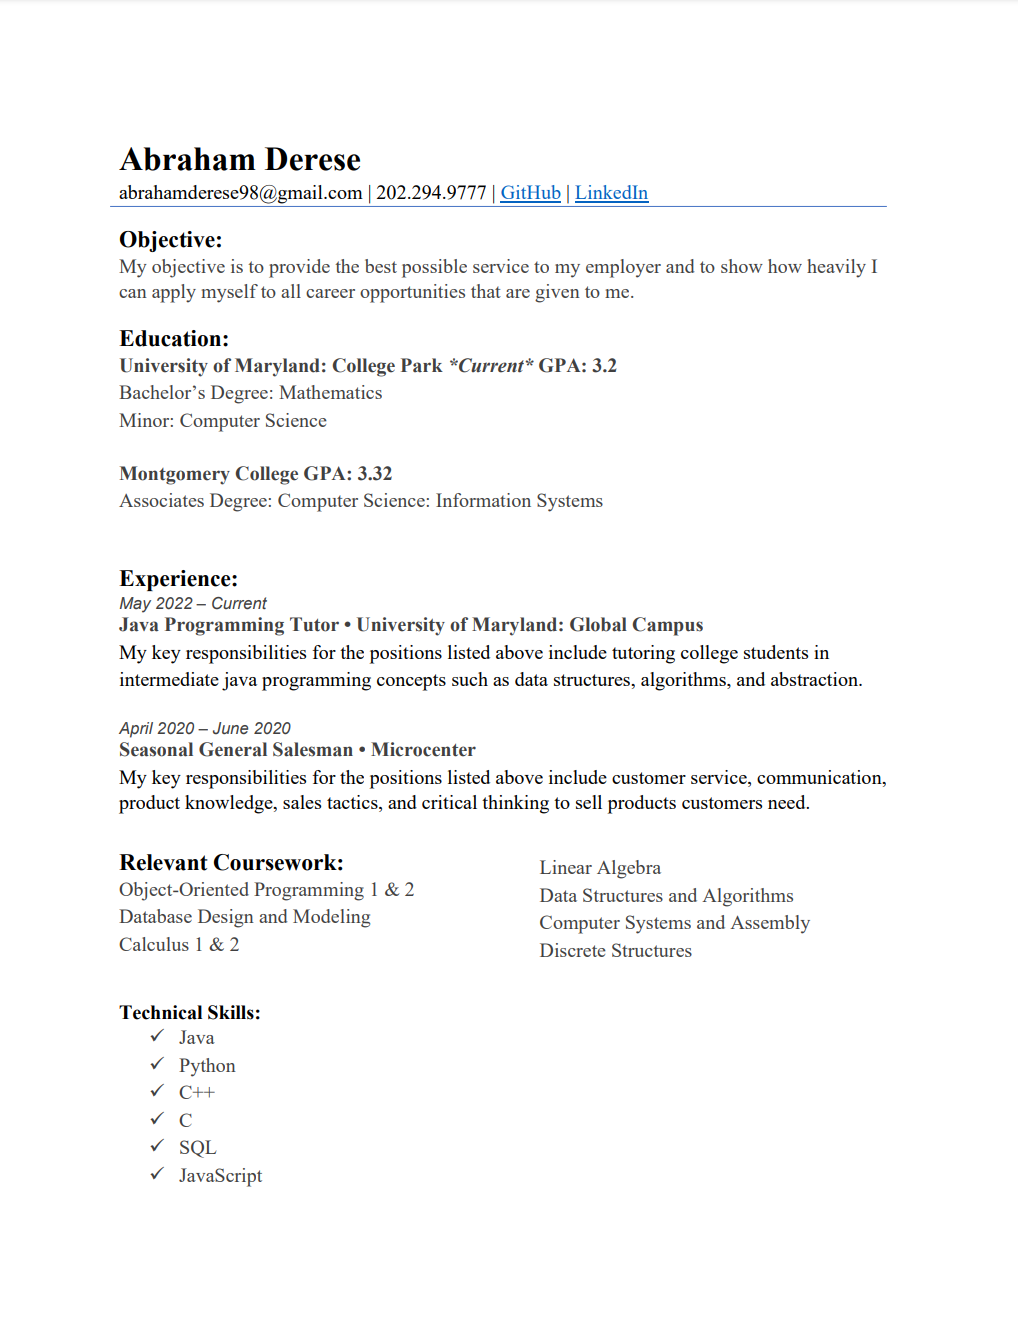 Abraham Derese
abrahamderese98@gmail.com | 202.294.9777 | GitHub | LinkedIn
Objective:
My objective is to provide the best possible service to my employer and to show how heavily I
can apply myself to all career opportunities that are given to me.
Education:
University of Maryland: College Park *Current* GPA: 3.2
Bachelor’s Degree: Mathematics
Minor: Computer Science
Montgomery College GPA: 3.32
Associates Degree: Computer Science: Information Systems
Experience:
May 2022 – Current
Java Programming Tutor • University of Maryland: Global Campus
My key responsibilities for the positions listed above include tutoring college students in
intermediate java programming concepts such as data structures, algorithms, and abstraction.
April 2020 – June 2020
Seasonal General Salesman • Microcenter
My key responsibilities for the positions listed above include customer service, communication,
product knowledge, sales tactics, and critical thinking to sell products customers need.
Relevant Coursework:
Object-Oriented Programming 1 & 2
Database Design and Modeling
Calculus 1 & 2
Linear Algebra
Data Structures and Algorithms
Computer Systems and Assembly
Discrete Structures
Technical Skills:
✓ Java
✓ Python
✓ C++
✓ C
✓ SQL
✓ JavaScript